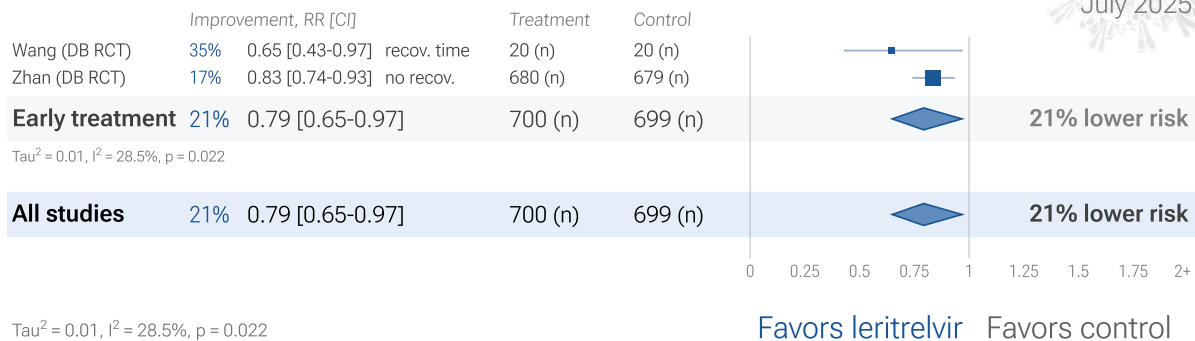 July 2025
Improvement, RR [CI] Treatment Control
Wang (DB RCT) 35% 0.65 [0.43-0.97] recov. time 20 (n) 20 (n)
Zhan (DB RCT) 17% 0.83 [0.74-0.93] no recov. 680 (n) 679 (n)
Early treatment 21% 0.79 [0.65-0.97] 700 (n) 699 (n) 21% lower risk
Tau² = 0.01, I² = 28.5%, p = 0.022
All studies 21% 0.79 [0.65-0.97] 700 (n) 699 (n) 21% lower risk
0 0.25 0.5 0.75 1 1.25 1.5 1.75 2+
Tau² = 0.01, I² = 28.5%, p = 0.022 Favors leritrelvir Favors control